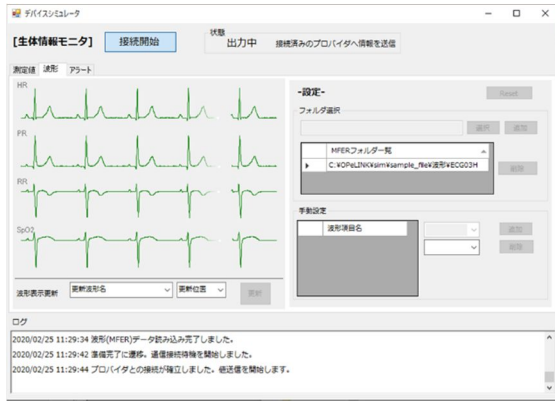 デバイスシミュレータ
[生体情報モニタ]
接続開始
状態
出力中 接続済みのプロバイダへ情報を送信
測定値 波形 アラート
HR
PR
RR
SpO2
波形表示更新 更新波形名 更新位置 更新
-設定- Reset
フォルダ選択
選択 追加
MFERフォルダ一覧
C:¥OPeLINK¥sim¥sample_file¥波形¥ECG03H
削除
手動設定
波形項目名
追加
削除
ログ
2020/02/25 11:29:34 波形(MFER)データ読み込み完了しました。
2020/02/25 11:29:42 準備完了に遷移。通信接続待機を開始しました。
2020/02/25 11:29:44 プロバイダとの接続が確立しました。値送信を開始します。